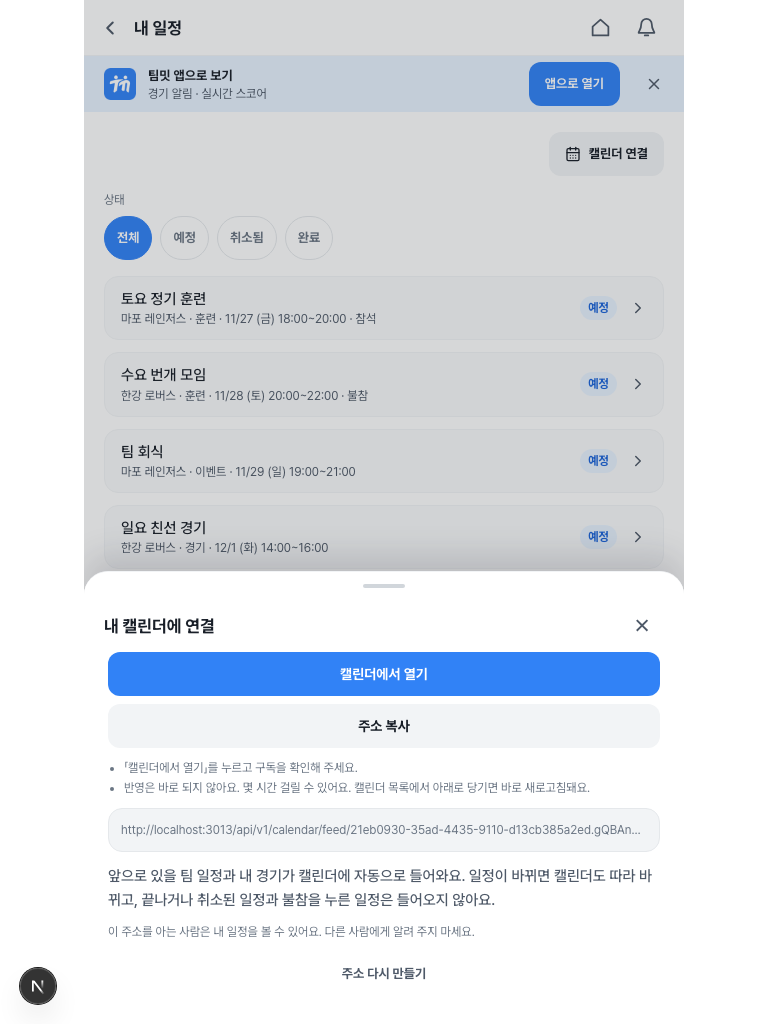 내 일정
팀밋 앱으로 보기
경기 알림 · 실시간 스코어
앱으로 열기
캘린더 연결
상태
전체
예정
취소됨
완료
토요 정기 훈련
마포 레인저스 · 훈련 · 11/27 (금) 18:00~20:00 · 참석
예정
수요 번개 모임
한강 로버스 · 훈련 · 11/28 (토) 20:00~22:00 · 불참
예정
팀 회식
마포 레인저스 · 이벤트 · 11/29 (일) 19:00~21:00
예정
일요 친선 경기
한강 로버스 · 경기 · 12/1 (화) 14:00~16:00
예정
내 캘린더에 연결
캘린더에서 열기
주소 복사
• 「캘린더에서 열기」를 누르고 구독을 확인해 주세요.
• 반영은 바로 되지 않아요. 몇 시간 걸릴 수 있어요. 캘린더 목록에서 아래로 당기면 바로 새로고침돼요.
http://localhost:3013/api/v1/calendar/feed/21eb0930-35ad-4435-9110-d13cb385a2ed.gQBAn...
앞으로 있을 팀 일정과 내 경기가 캘린더에 자동으로 들어와요. 일정이 바뀌면 캘린더도 따라 바
뀌고, 끝나거나 취소된 일정과 불참을 누른 일정은 들어오지 않아요.
이 주소를 아는 사람은 내 일정을 볼 수 있어요. 다른 사람에게 알려 주지 마세요.
주소 다시 만들기
N